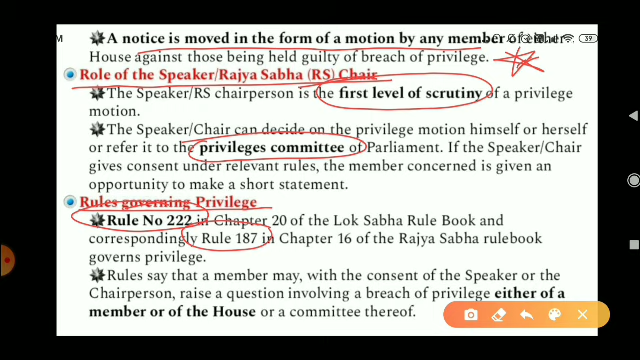 A notice is moved in the form of a motion by any member of either
House against those being held guilty of breach of privilege.
Role of the Speaker/Rajya Sabha (RS) Chair
The Speaker/RS chairperson is the first level of scrutiny of a privilege
motion.
The Speaker/Chair can decide on the privilege motion himself or herself
or refer it to the privileges committee of Parliament. If the Speaker/Chair
gives consent under relevant rules, the member concerned is given an
opportunity to make a short statement.
Rules governing Privilege
Rule No 222 in Chapter 20 of the Lok Sabha Rule Book and
correspondingly Rule 187 in Chapter 16 of the Rajya Sabha rulebook
governs privilege.
Rules say that a member may, with the consent of the Speaker or the
Chairperson, raise a question involving a breach of privilege either of a
member or of the House or a committee thereof.
M
39